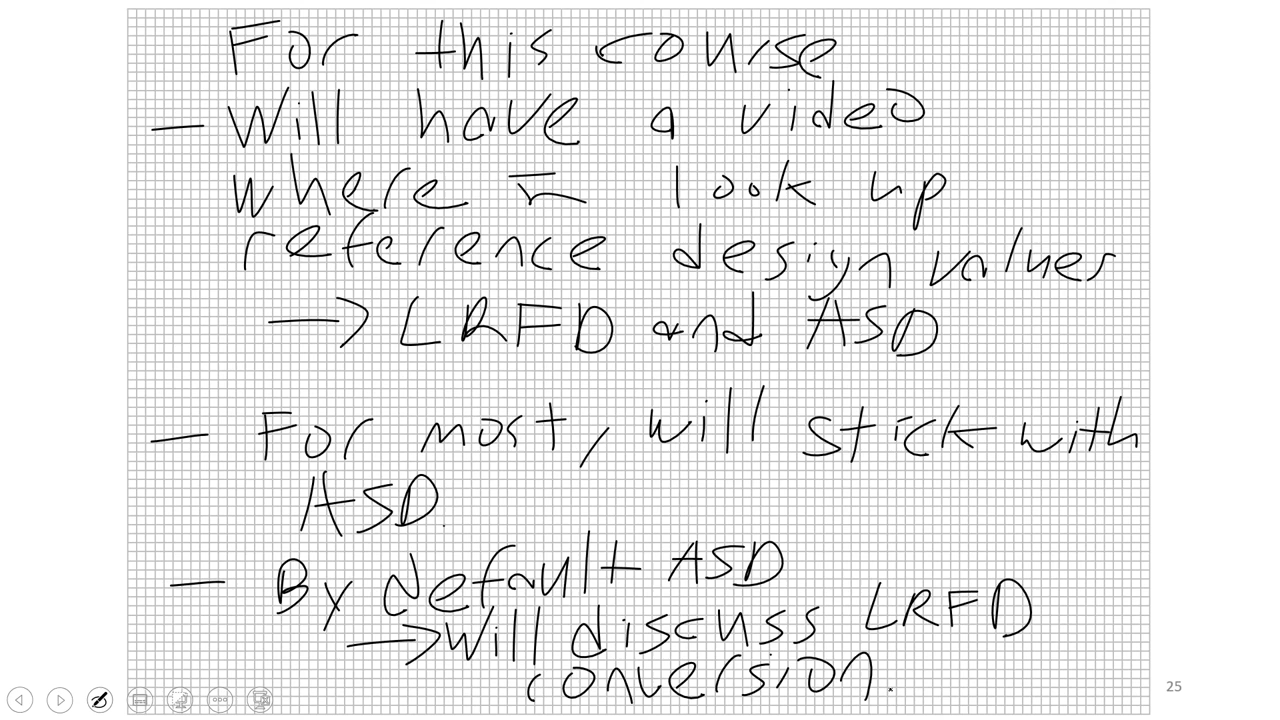 For this course
— Will have a video
where I look up
reference design values
→ LRFD and ASD
— For most, will stick with
ASD.
— By default ASD
→ Will discuss LRFD
conversion.
25